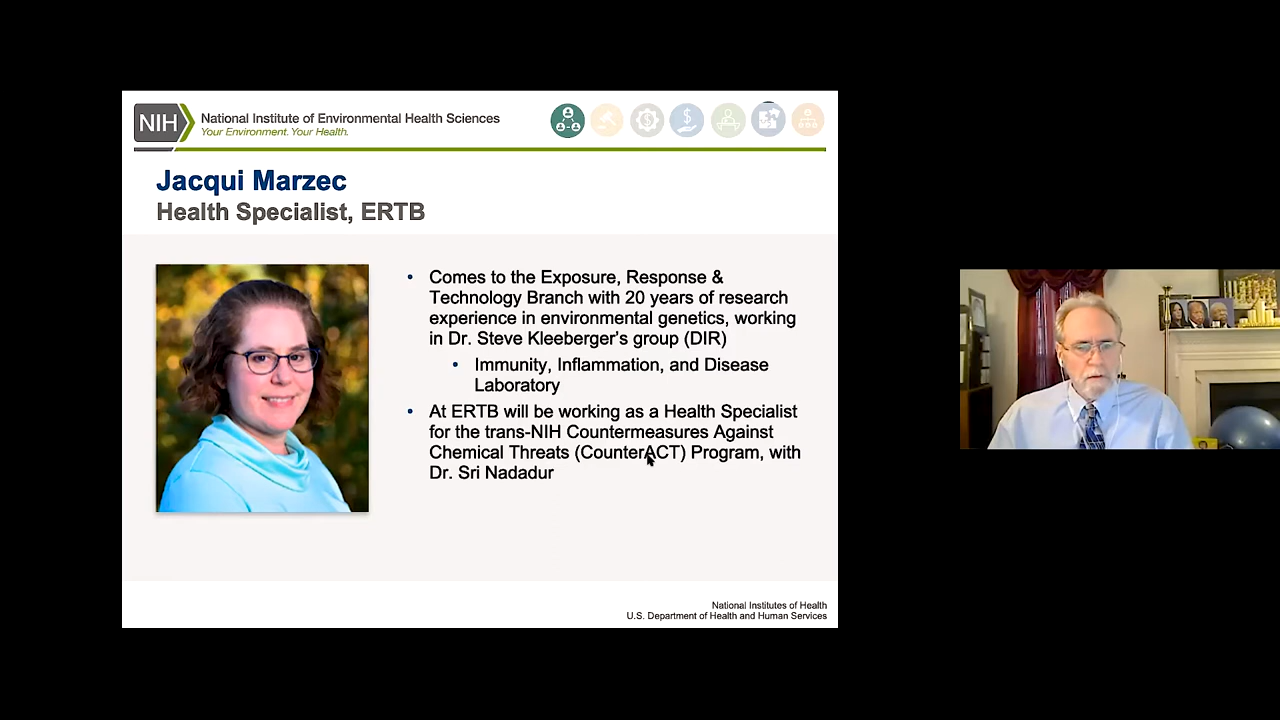 NIH
National Institute of Environmental Health Sciences
Your Environment. Your Health.
Jacqui Marzec
Health Specialist, ERTB
• Comes to the Exposure, Response &
Technology Branch with 20 years of research
experience in environmental genetics, working
in Dr. Steve Kleeberger's group (DIR)
• Immunity, Inflammation, and Disease
Laboratory
• At ERTB will be working as a Health Specialist
for the trans-NIH Countermeasures Against
Chemical Threats (CounterACT) Program, with
Dr. Sri Nadadur
National Institutes of Health
U.S. Department of Health and Human Services